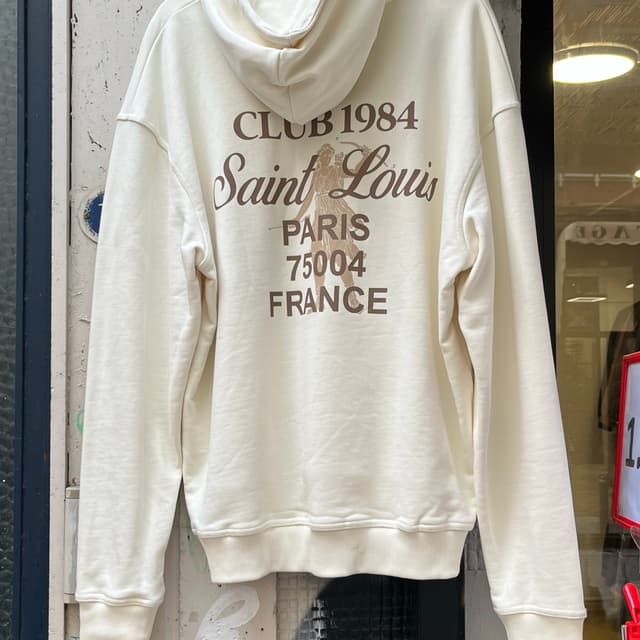 CLUB 1984
Saint Louis
PARIS
75004
FRANCE